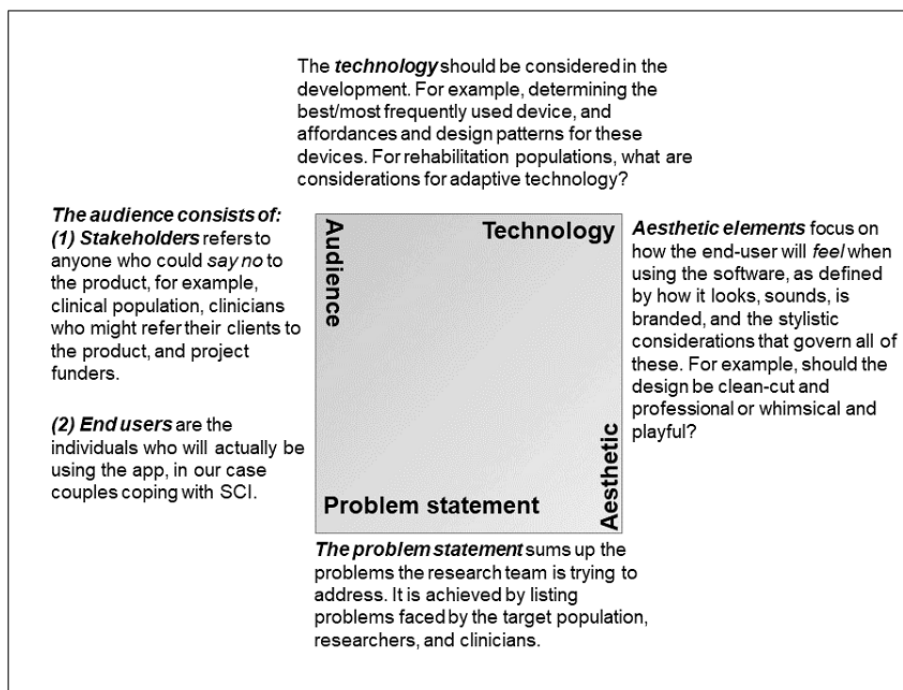 The technology should be considered in the
development. For example, determining the
best/most frequently used device, and
affordances and design patterns for these
devices. For rehabilitation populations, what are
considerations for adaptive technology?
The audience consists of:
(1) Stakeholders refers to
anyone who could say no to
the product, for example,
clinical population, clinicians
who might refer their clients to
the product, and project
funders.
(2) End users are the
individuals who will actually be
using the app, in our case
couples coping with SCI.
Audience
Technology
Problem statement
Aesthetic
Aesthetic elements focus on
how the end-user will feel when
using the software, as defined
by how it looks, sounds, is
branded, and the stylistic
considerations that govern all of
these. For example, should the
design be clean-cut and
professional or whimsical and
playful?
The problem statement sums up the
problems the research team is trying to
address. It is achieved by listing
problems faced by the target population,
researchers, and clinicians.